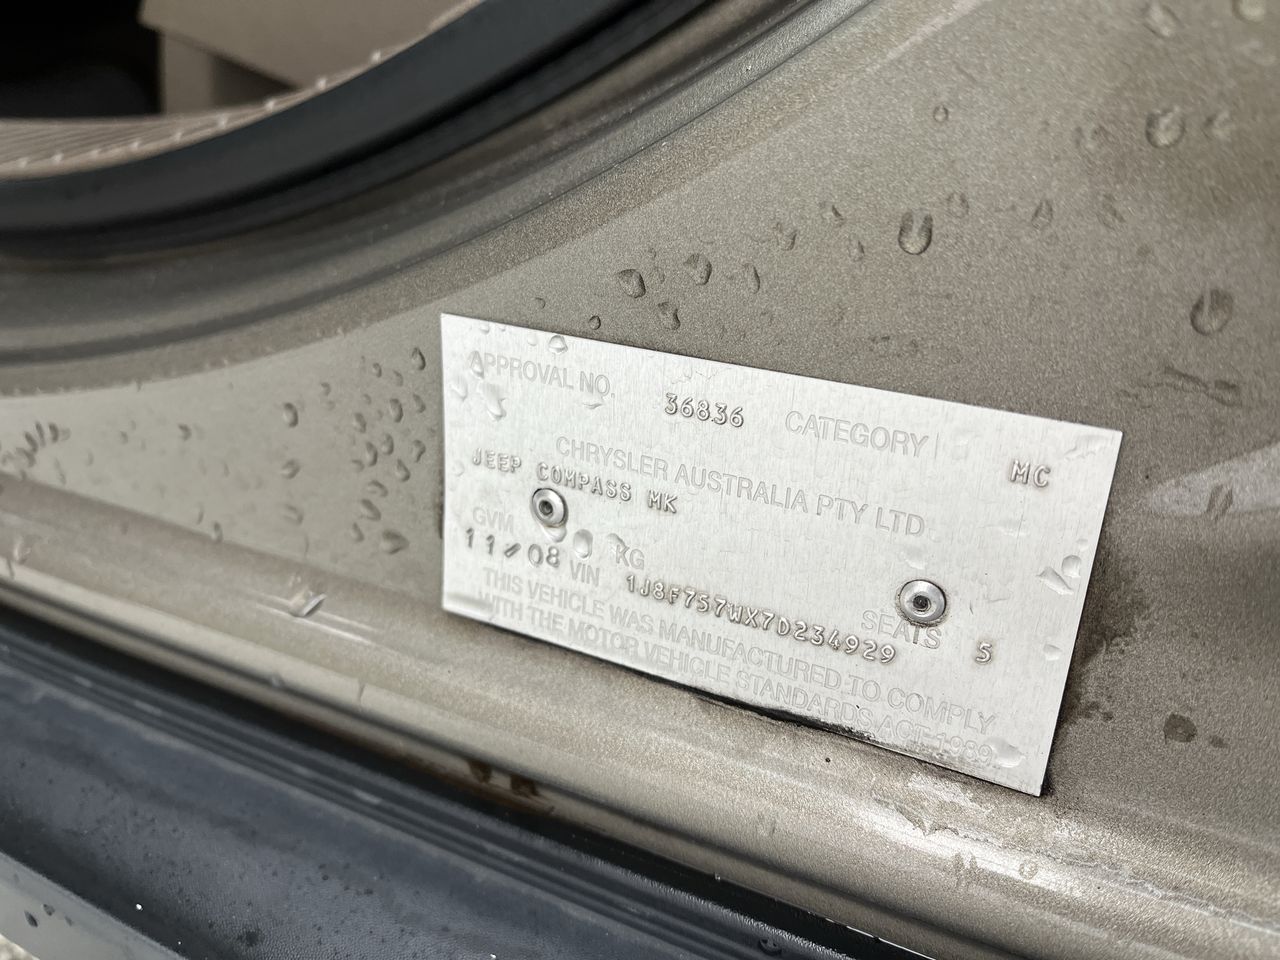 APPROVAL NO. 36836 CATEGORY MC
CHRYSLER AUSTRALIA PTY LTD
JEEP COMPASS MK
GVM KG SEATS 5
11/08 VIN 1J8F757WX7D234929
THIS VEHICLE WAS MANUFACTURED TO COMPLY
WITH THE MOTOR VEHICLE STANDARDS ACT 1989.